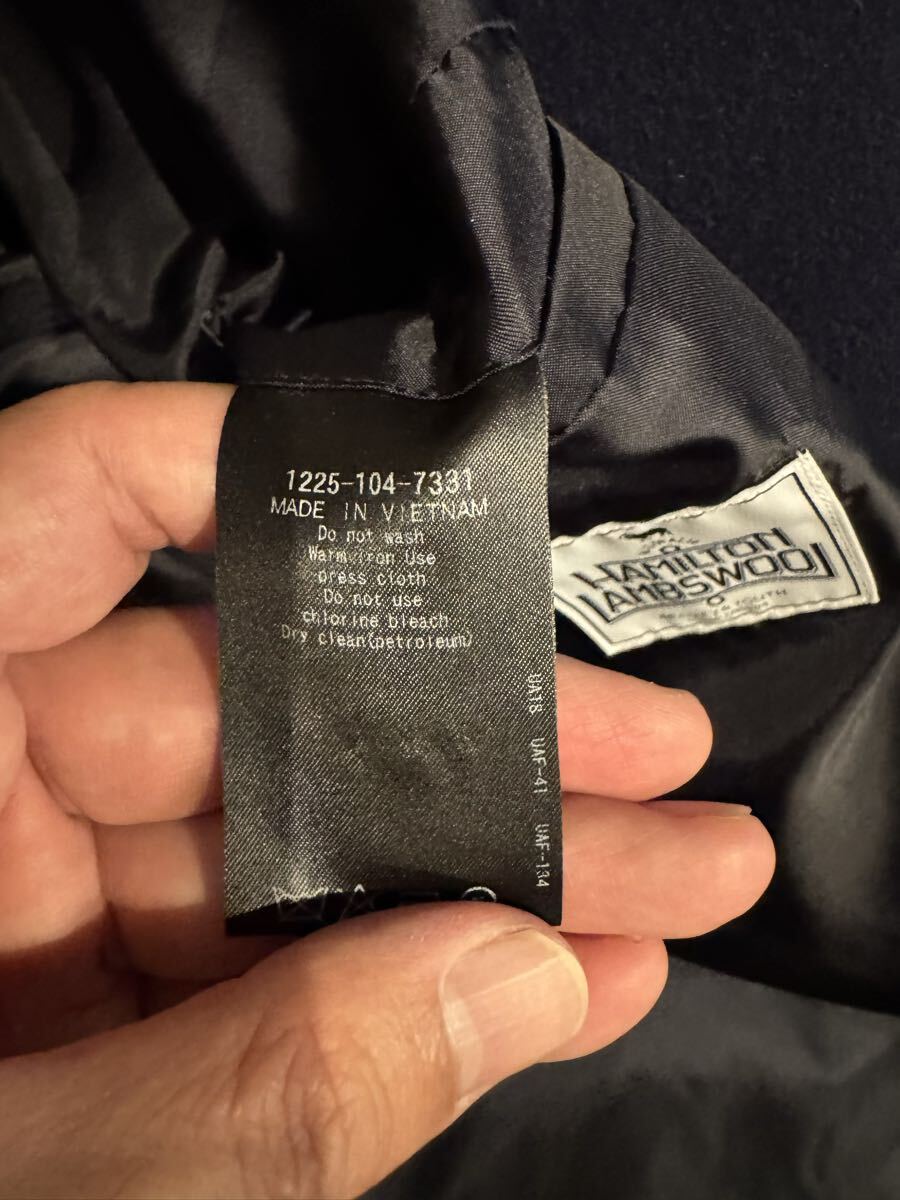 1225-104-7331
MADE IN VIETNAM
Do not wash
Warm iron Use
press cloth
Do not use
chlorine bleach
Dry clean(petroleum)
UA18 UAF-41 UAF-134
HAMILTON
LAMBSWOOL